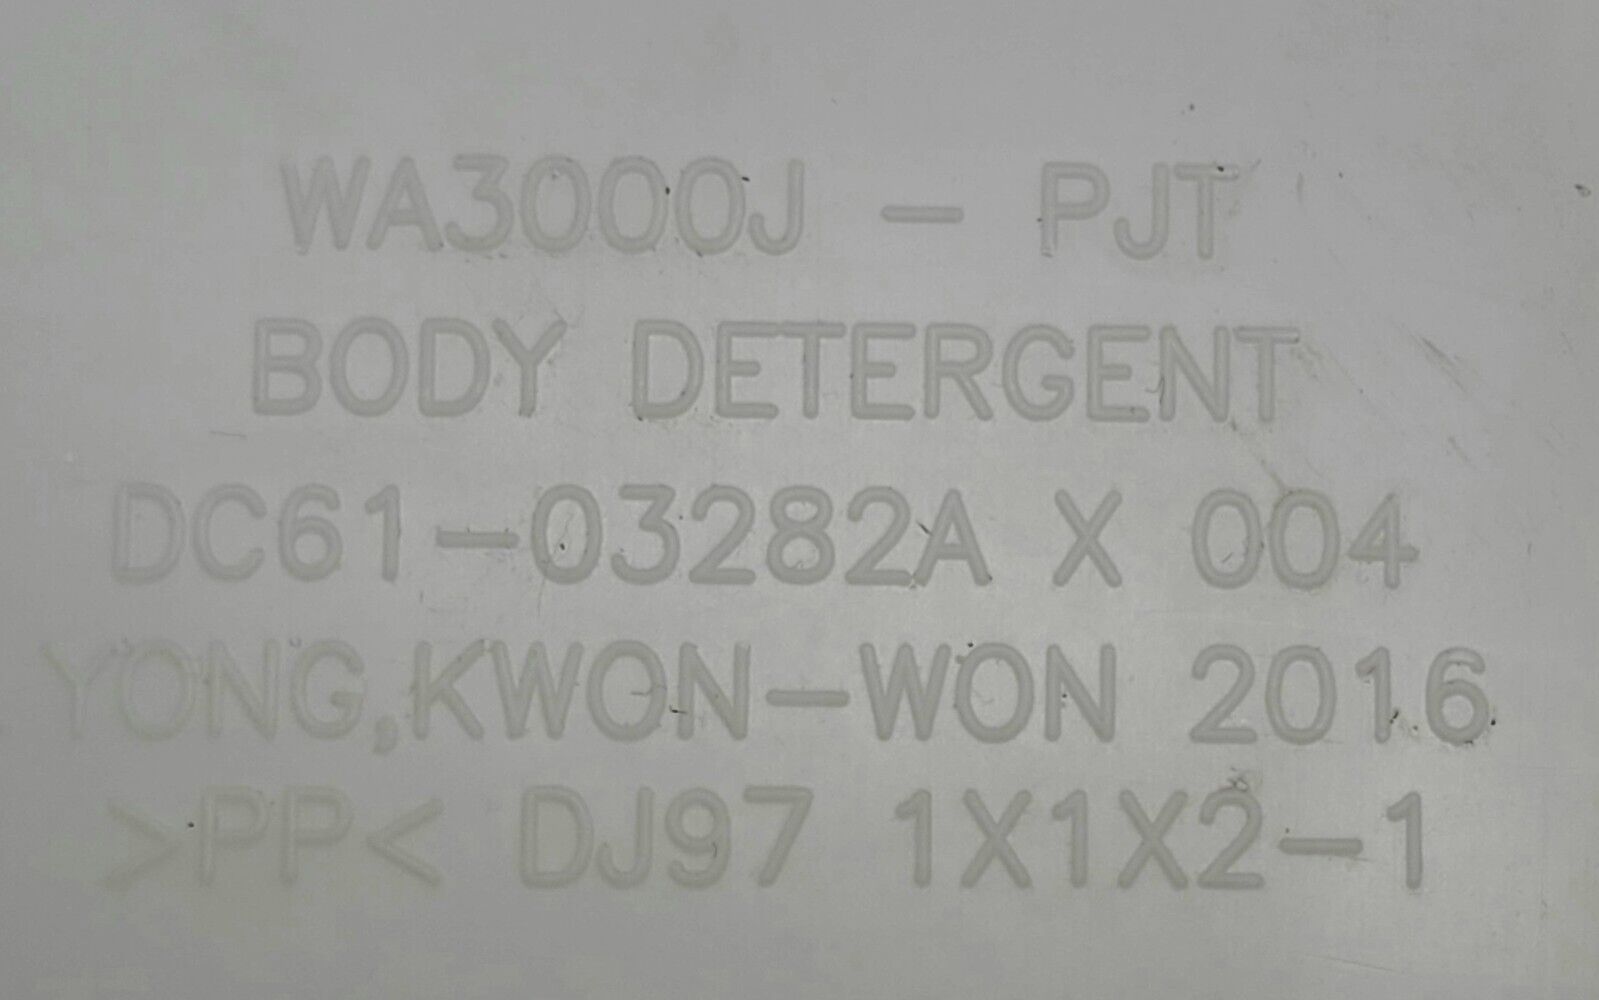 WA3000J - PJT
BODY DETERGENT
DC61-03282A X 004
YONG,KWON-WON 2016
>PP< DJ97 1X1X2-1